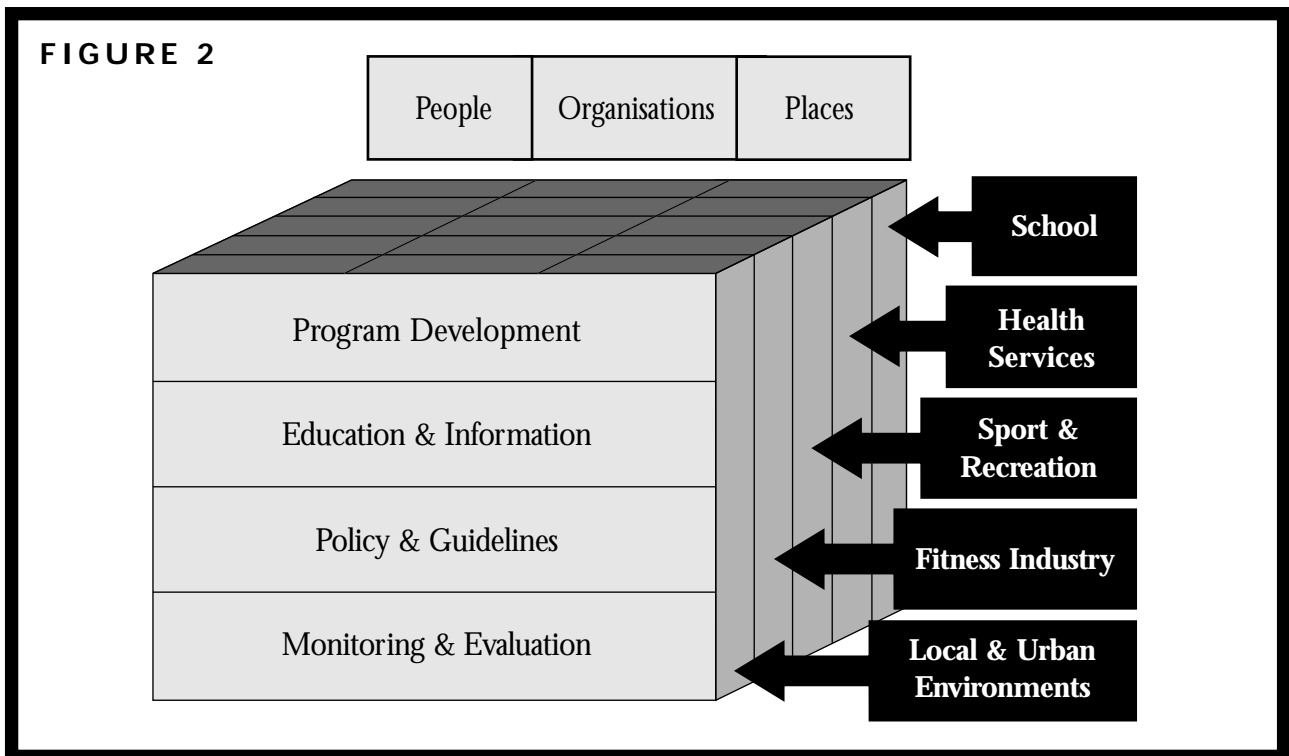 FIGURE 2
People
Organisations
Places
School
Program Development
Health
Services
Education & Information
Sport &
Recreation
Policy & Guidelines
Fitness Industry
Monitoring & Evaluation
Local & Urban
Environments